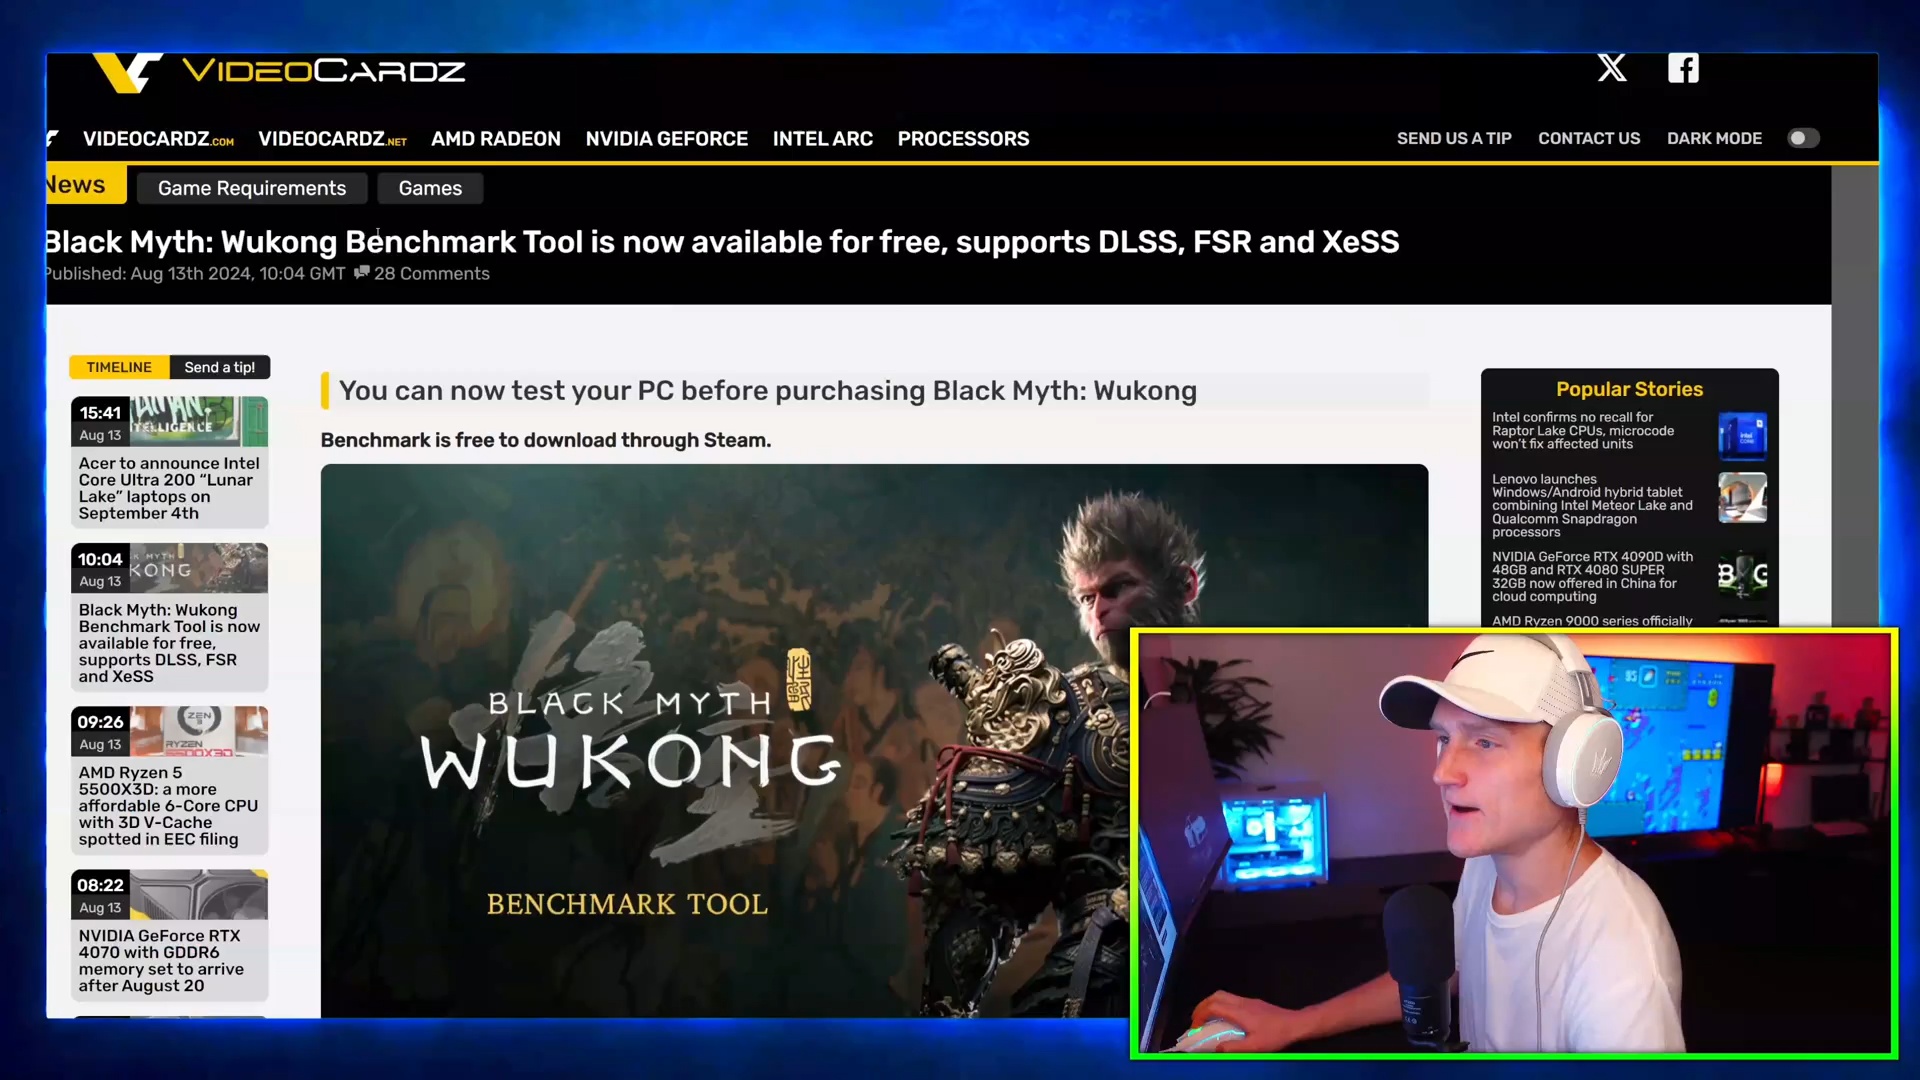 VIDEOCARDZ
VIDEOCARDZ.COM VIDEOCARDZ.NET AMD RADEON NVIDIA GEFORCE INTEL ARC PROCESSORS SEND US A TIP CONTACT US DARK MODE
News Game Requirements Games
Black Myth: Wukong Benchmark Tool is now available for free, supports DLSS, FSR and XeSS
Published: Aug 13th 2024, 10:04 GMT 28 Comments
TIMELINE Send a tip!
15:41
Aug 13
Acer to announce Intel
Core Ultra 200 “Lunar
Lake” laptops on
September 4th
10:04
Aug 13
Black Myth: Wukong
Benchmark Tool is now
available for free,
supports DLSS, FSR
and XeSS
09:26
Aug 13
ZEN
RYZEN
5500X3D
AMD Ryzen 5
5500X3D: a more
affordable 6-Core CPU
with 3D V-Cache
spotted in EEC filing
08:22
Aug 13
NVIDIA GeForce RTX
4070 with GDDR6
memory set to arrive
after August 20
You can now test your PC before purchasing Black Myth: Wukong
Benchmark is free to download through Steam.
BLACK MYTH
WUKONG
BENCHMARK TOOL
Popular Stories
Intel confirms no recall for
Raptor Lake CPUs, microcode
won't fix affected units
Lenovo launches
Windows/Android hybrid tablet
combining Intel Meteor Lake and
Qualcomm Snapdragon
processors
NVIDIA GeForce RTX 4090D with
48GB and RTX 4080 SUPER
32GB now offered in China for
cloud computing
AMD Ryzen 9000 series officially